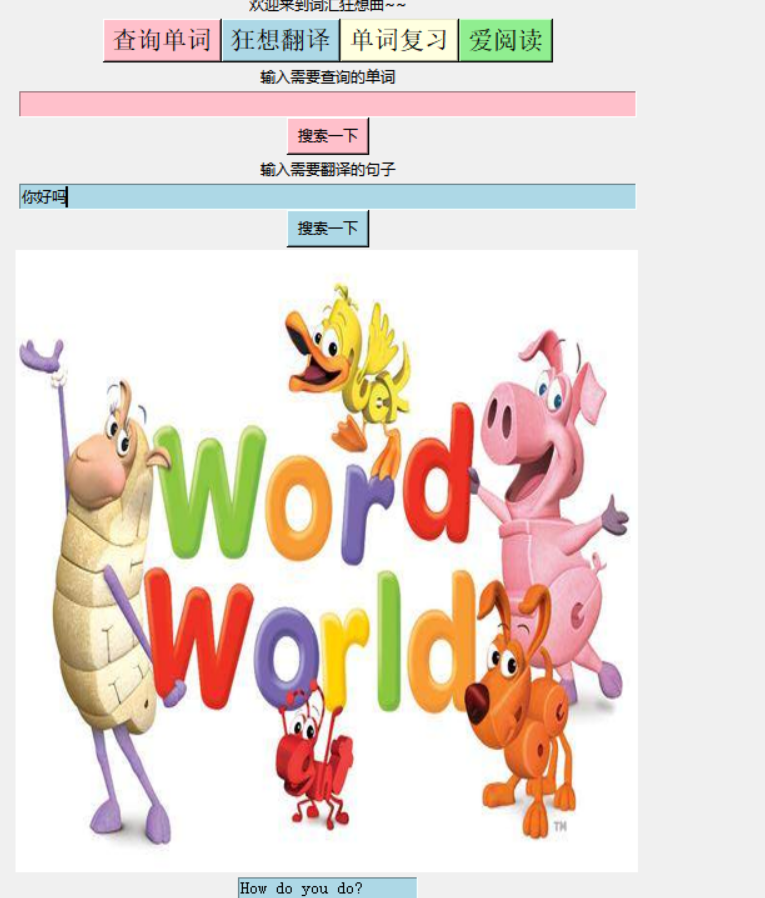 欢迎来到词汇狂想曲~~
查询单词 狂想翻译 单词复习 爱阅读
输入需要查询的单词
搜索一下
输入需要翻译的句子
你好吗
搜索一下
Word
World
TM
How do you do?